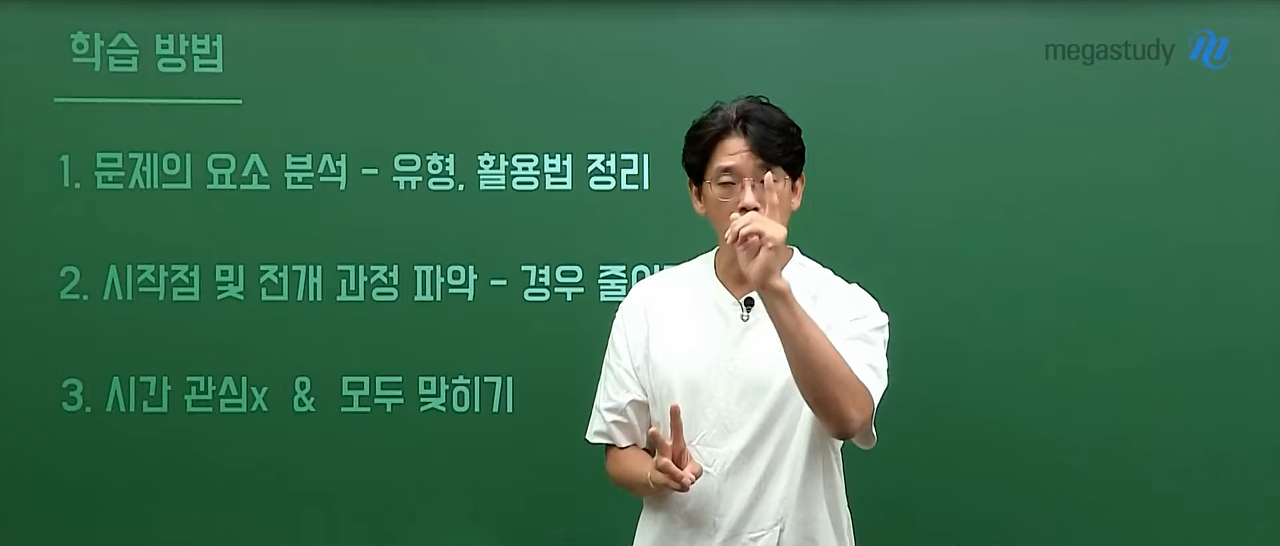 학습 방법
megastudy
1. 문제의 요소 분석 - 유형, 활용법 정리
2. 시작점 및 전개 과정 파악 - 경우
3. 시간 관심x & 모두 맞히기